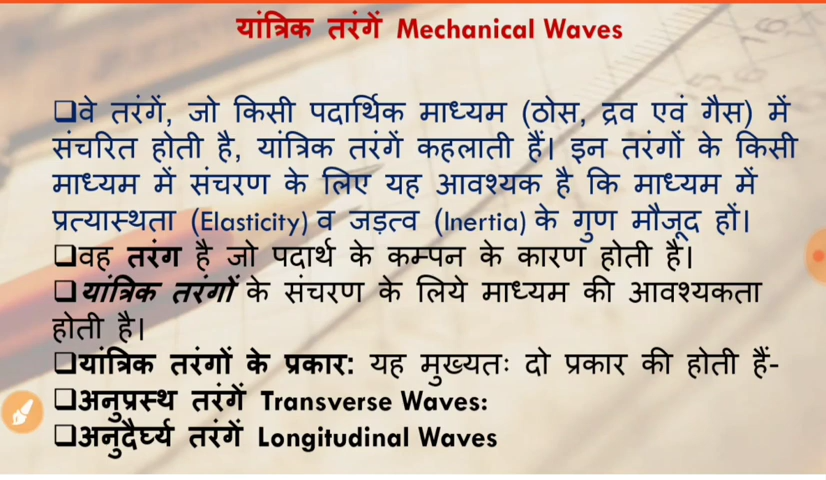 यांत्रिक तरंगें Mechanical Waves
❑वे तरंगें, जो किसी पदार्थिक माध्यम (ठोस, द्रव एवं गैस) में
संचरित होती है, यांत्रिक तरंगें कहलाती हैं। इन तरंगों के किसी
माध्यम में संचरण के लिए यह आवश्यक है कि माध्यम में
प्रत्यास्थता (Elasticity) व जड़त्व (Inertia) के गुण मौजूद हों।
❑वह तरंग है जो पदार्थ के कम्पन के कारण होती है।
❑यांत्रिक तरंगों के संचरण के लिये माध्यम की आवश्यकता
होती है।
❑यांत्रिक तरंगों के प्रकार: यह मुख्यतः दो प्रकार की होती हैं-
❑अनुप्रस्थ तरंगें Transverse Waves:
❑अनुदैर्घ्य तरंगें Longitudinal Waves